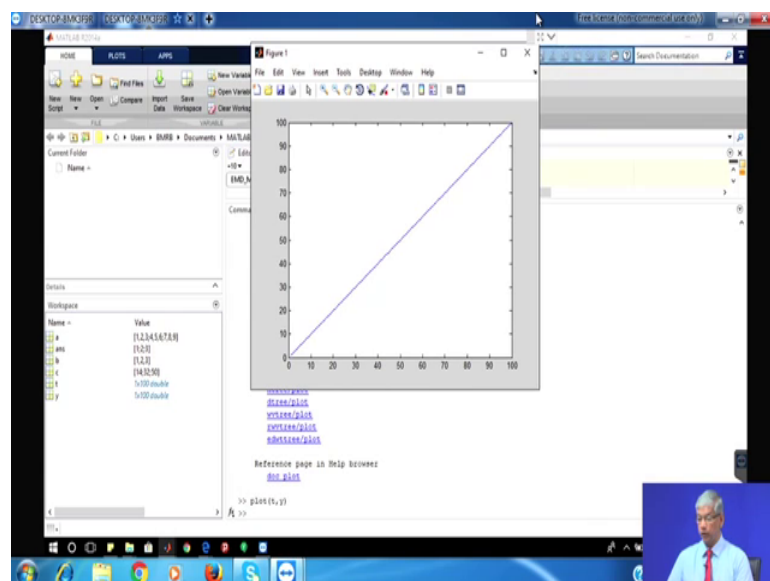 DESKTOP-BMK3F9R DESKTOP-BMK3F9R
Free license (non-commercial use only)
MATLAB R2014a
HOME PLOTS APPS
Search Documentation
New Script
New
Open
Find Files
Compare
Import Data
Save Workspace
New Variable
Open Variable
Clear Workspace
FILE
VARIABLE
C: Users BMRB Documents MATLAB
Current Folder
Name
Details
Workspace
Name Value
a [1,2,3;4,5,6;7,8,9]
ans [1;2;3]
b [1,2,3]
c [14;32;50]
t 1x100 double
y 1x100 double
Figure 1
File Edit View Insert Tools Desktop Window Help
100
90
80
70
60
50
40
30
20
10
0
0 10 20 30 40 50 60 70 80 90 100
dtree/plot
wvtree/plot
rwvtree/plot
edwttree/plot
Reference page in Help browser
doc plot
>> plot(t,y)
fx >>